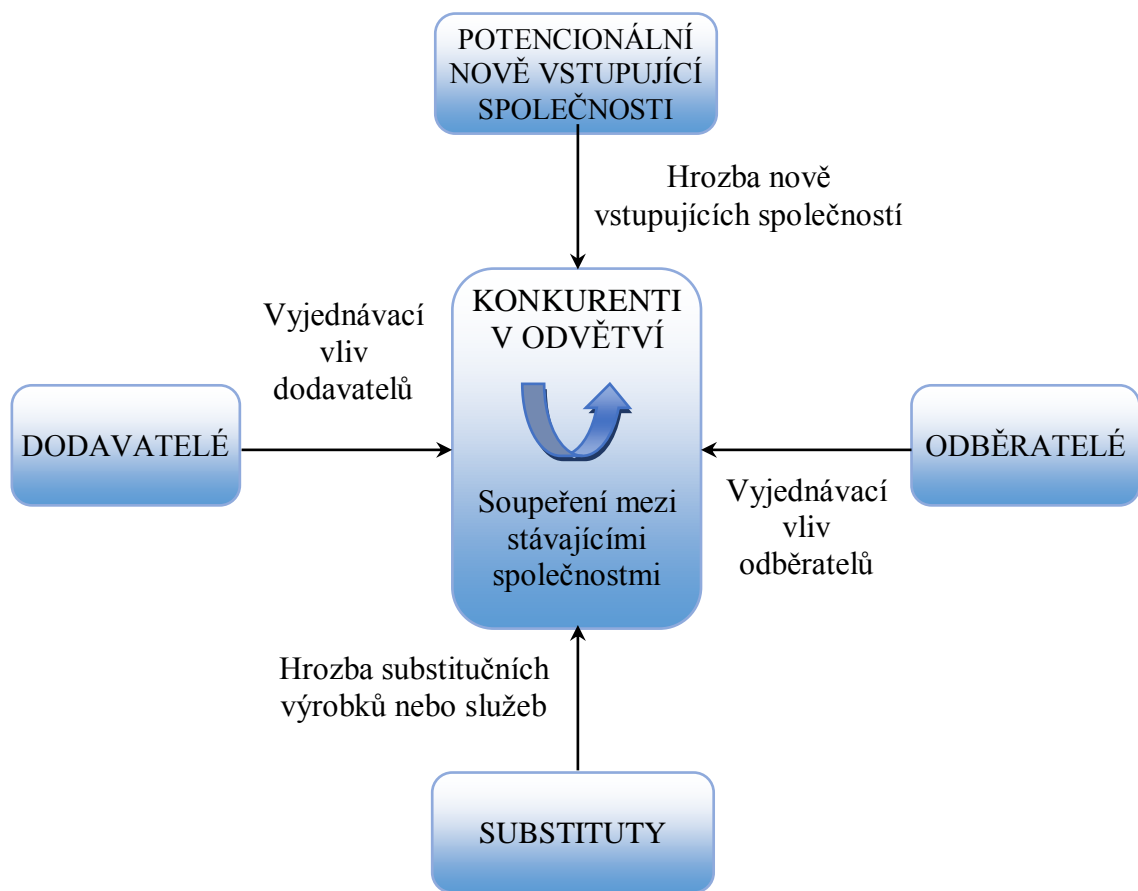 POTENCIONÁLNÍ
NOVĚ VSTUPUJÍCÍ
SPOLEČNOSTI
Hrozba nově
vstupujících společností
KONKURENTI
V ODVĚTVÍ
Vyjednávací
vliv
dodavatelů
DODAVATELÉ
ODBĚRATELÉ
Soupeření mezi
stávajícími
společnostmi
Vyjednávací
vliv
odběratelů
Hrozba substitučních
výrobků nebo služeb
SUBSTITUTY